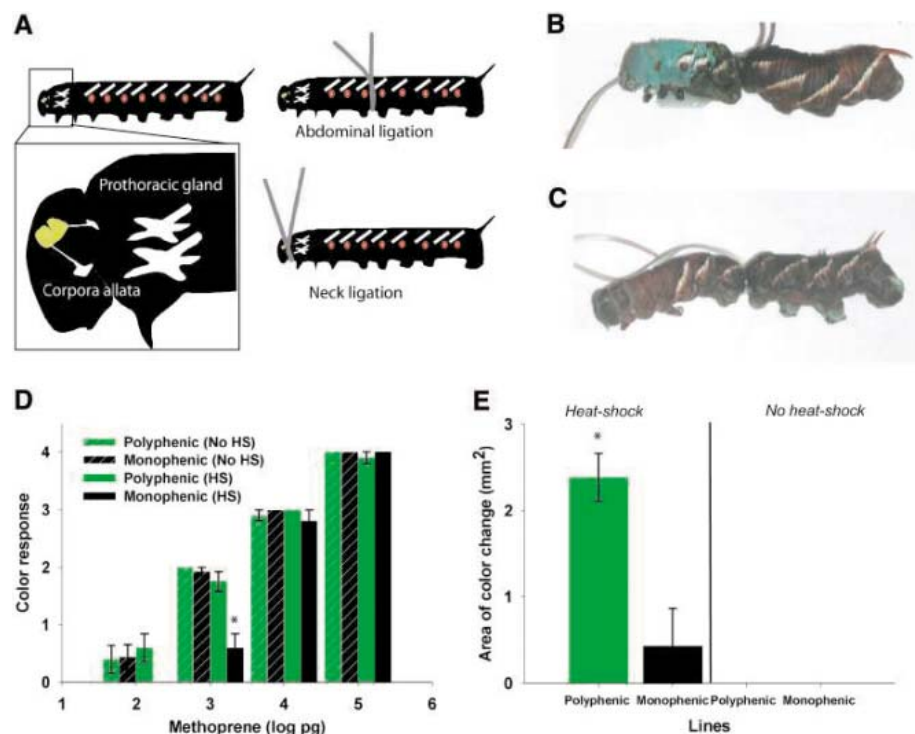 A
Abdominal ligation
Prothoracic gland
Corpora allata
Neck ligation
B
C
D
Polyphenic (No HS)
Monophenic (No HS)
Polyphenic (HS)
Monophenic (HS)
Color response
4
3
2
1
0
*
1 2 3 4 5 6
Methoprene (log pg)
E
Heat-shock No heat-shock
Area of color change (mm²)
3
2
1
0
*
Polyphenic Monophenic Polyphenic Monophenic
Lines